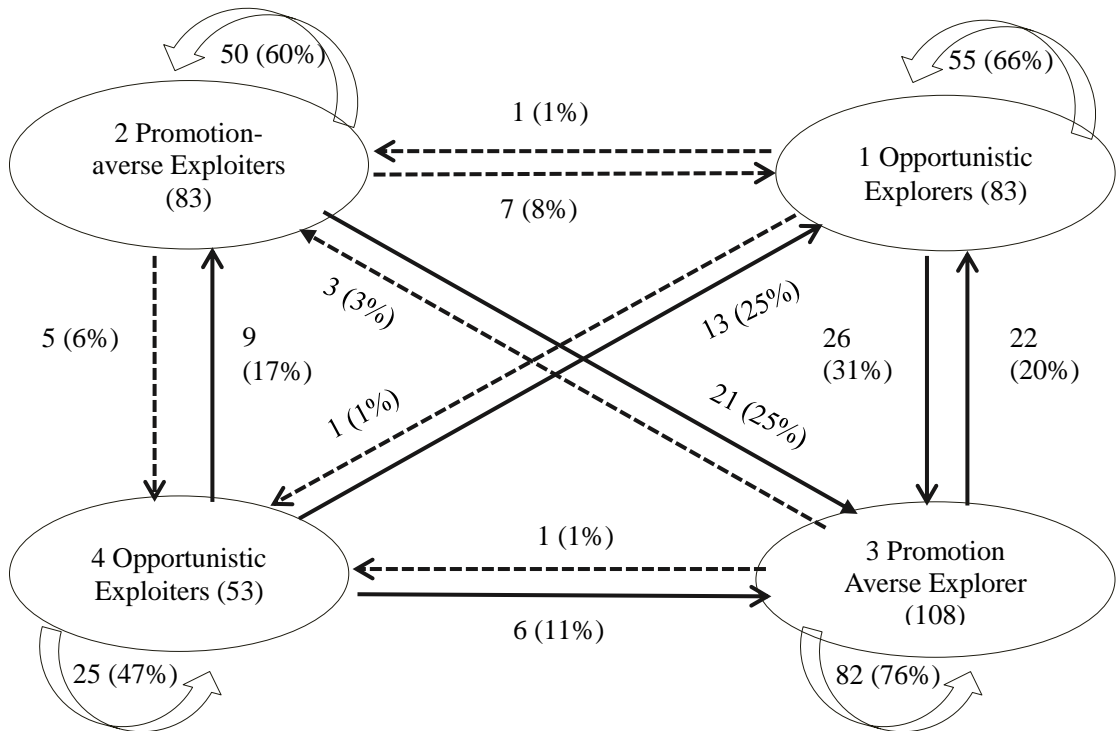 50 (60%)
55 (66%)
1 (1%)
2 Promotion-
averse Exploiters
(83)
1 Opportunistic
Explorers (83)
7 (8%)
3 (3%)
13 (25%)
5 (6%)
9
(17%)
26
(31%)
22
(20%)
1 (1%)
21 (25%)
1 (1%)
4 Opportunistic
Exploiters (53)
3 Promotion
Averse Explorer
(108)
6 (11%)
25 (47%)
82 (76%)